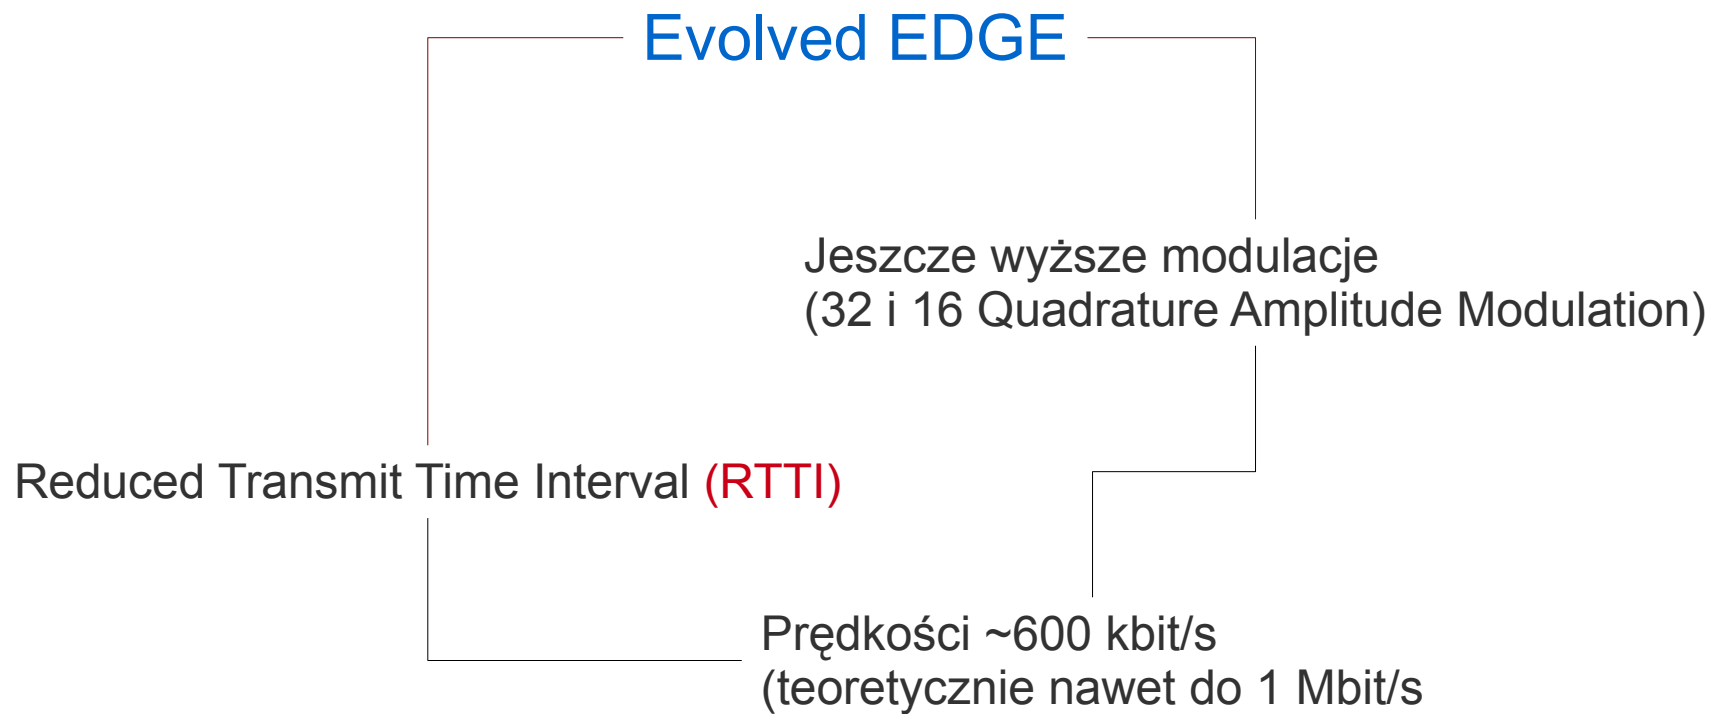 Evolved EDGE
Jeszcze wyższe modulacje
(32 i 16 Quadrature Amplitude Modulation)
Reduced Transmit Time Interval (RTTI)
Prędkości ~600 kbit/s
(teoretycznie nawet do 1 Mbit/s